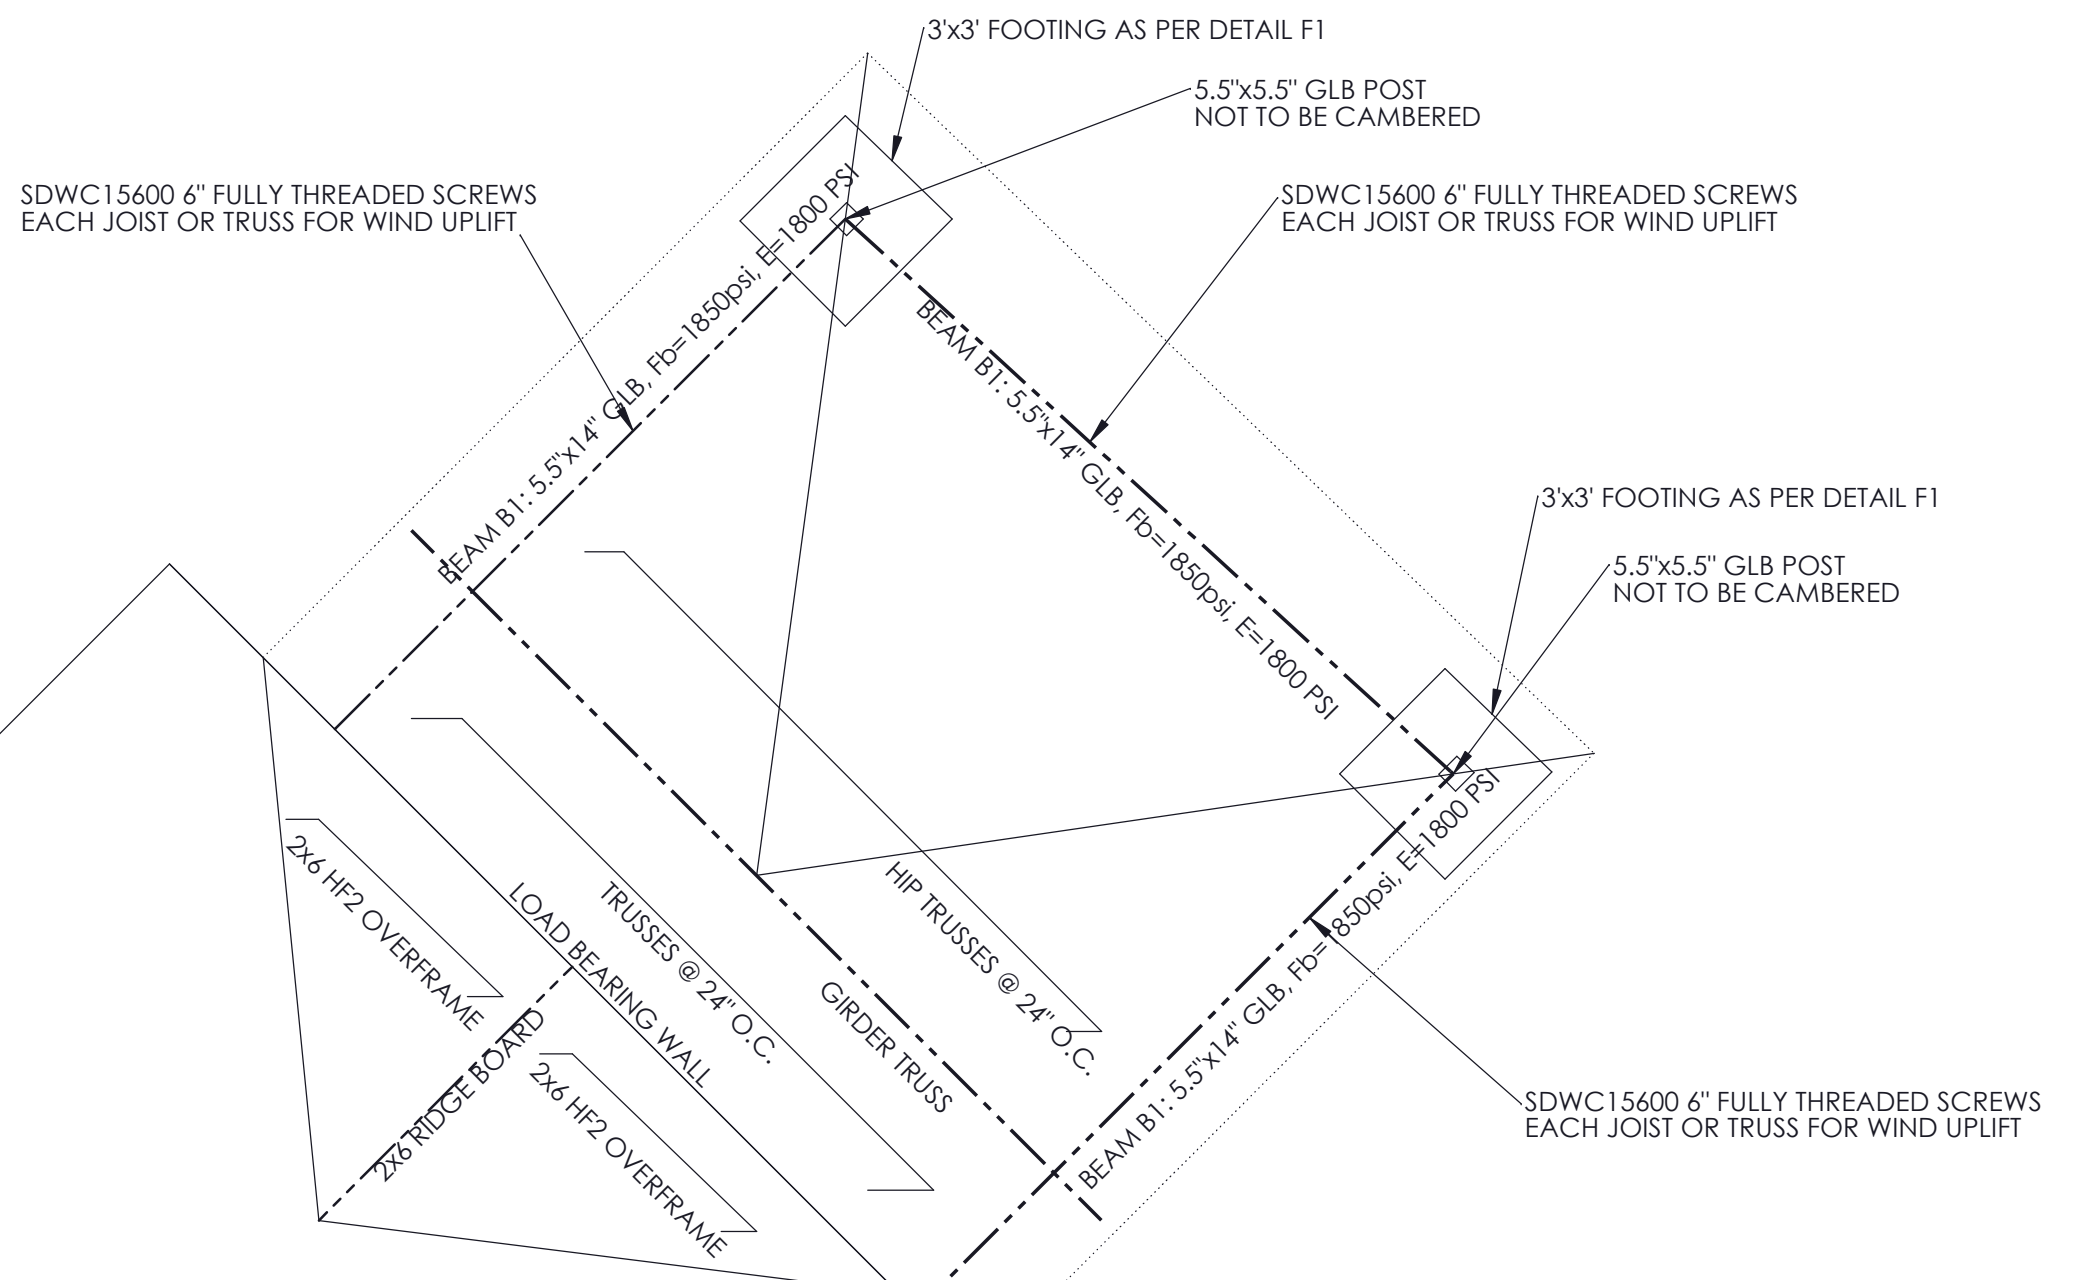 3'x3' FOOTING AS PER DETAIL F1
5.5"x5.5" GLB POST
NOT TO BE CAMBERED
SDWC15600 6" FULLY THREADED SCREWS
EACH JOIST OR TRUSS FOR WIND UPLIFT
SDWC15600 6" FULLY THREADED SCREWS
EACH JOIST OR TRUSS FOR WIND UPLIFT
BEAM B1: 5.5"x14" GLB, Fb=1850psi, E=1800 PSI
BEAM B1: 5.5"x14" GLB, Fb=1850psi, E=1800 PSI
3'x3' FOOTING AS PER DETAIL F1
5.5"x5.5" GLB POST
NOT TO BE CAMBERED
2x6 HF2 OVERFRAME
LOAD BEARING WALL
TRUSSES @ 24" O.C.
GIRDER TRUSS
HIP TRUSSES @ 24" O.C.
BEAM B1: 5.5"x14" GLB, Fb=1850psi, E=1800 PSI
2x6 RIDGE BOARD
2x6 HF2 OVERFRAME
SDWC15600 6" FULLY THREADED SCREWS
EACH JOIST OR TRUSS FOR WIND UPLIFT